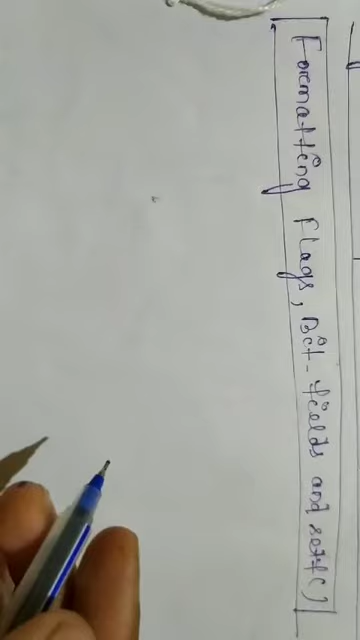 Formatting Flags, Bit-fields and setf()